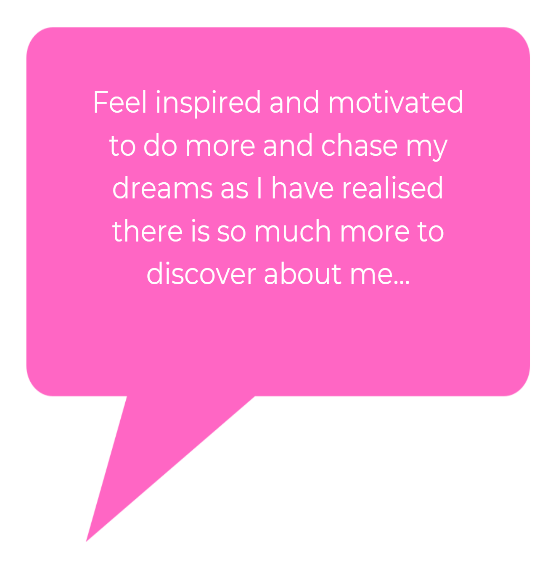 Feel inspired and motivated
to do more and chase my
dreams as I have realised
there is so much more to
discover about me...